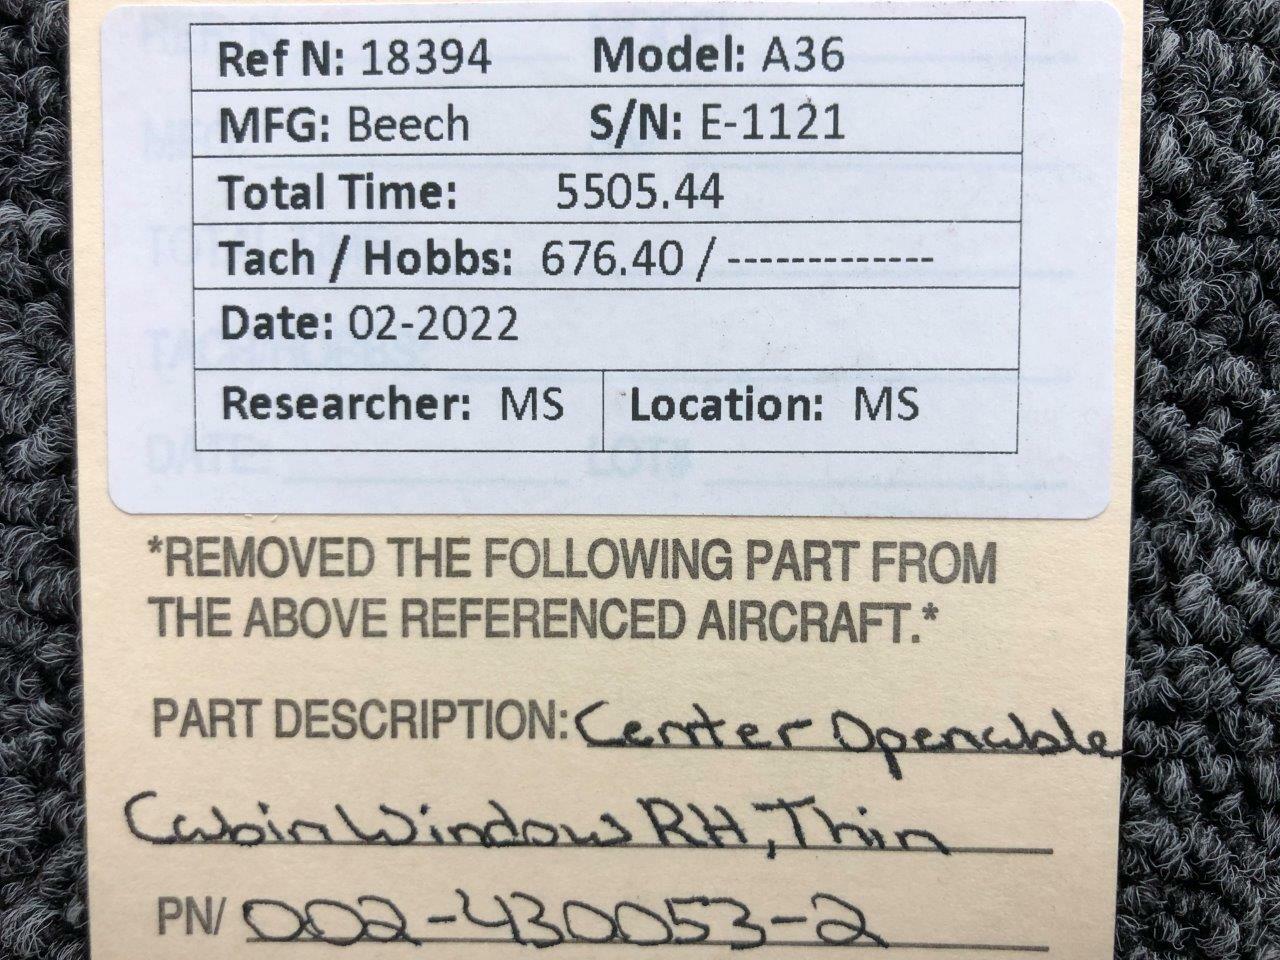 Ref N: 18394 Model: A36
MFG: Beech S/N: E-1121
Total Time: 5505.44
Tach / Hobbs: 676.40 / -------------
Date: 02-2022
Researcher: MS Location: MS
DATE: LOT#
*REMOVED THE FOLLOWING PART FROM
THE ABOVE REFERENCED AIRCRAFT.*
PART DESCRIPTION: Center Openable
Cabin Window RH, Thin
PN/ 002-430053-2